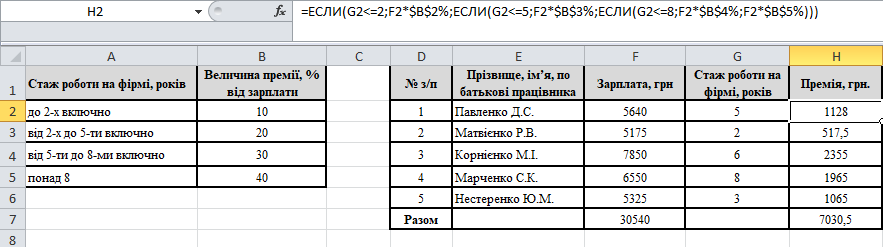 H2 fx =ЕСЛИ(G2<=2;F2*$B$2%;ЕСЛИ(G2<=5;F2*$B$3%;ЕСЛИ(G2<=8;F2*$B$4%;F2*$B$5%)))
A B C D E F G H
1 Стаж роботи на фірмі, років Величина премії, % № з/п Прізвище, ім’я, по Зарплата, грн Стаж роботи на Премія, грн.
від зарплати батькові працівника фірмі, років
2 до 2-х включно 10 1 Павленко Д.С. 5640 5 1128
3 від 2-х до 5-ти включно 20 2 Матвієнко Р.В. 5175 2 517,5
4 від 5-ти до 8-ми включно 30 3 Корнієнко М.І. 7850 6 2355
5 понад 8 40 4 Марченко С.К. 6550 8 1965
6 5 Нестеренко Ю.М. 5325 3 1065
7 Разом 30540 7030,5
8